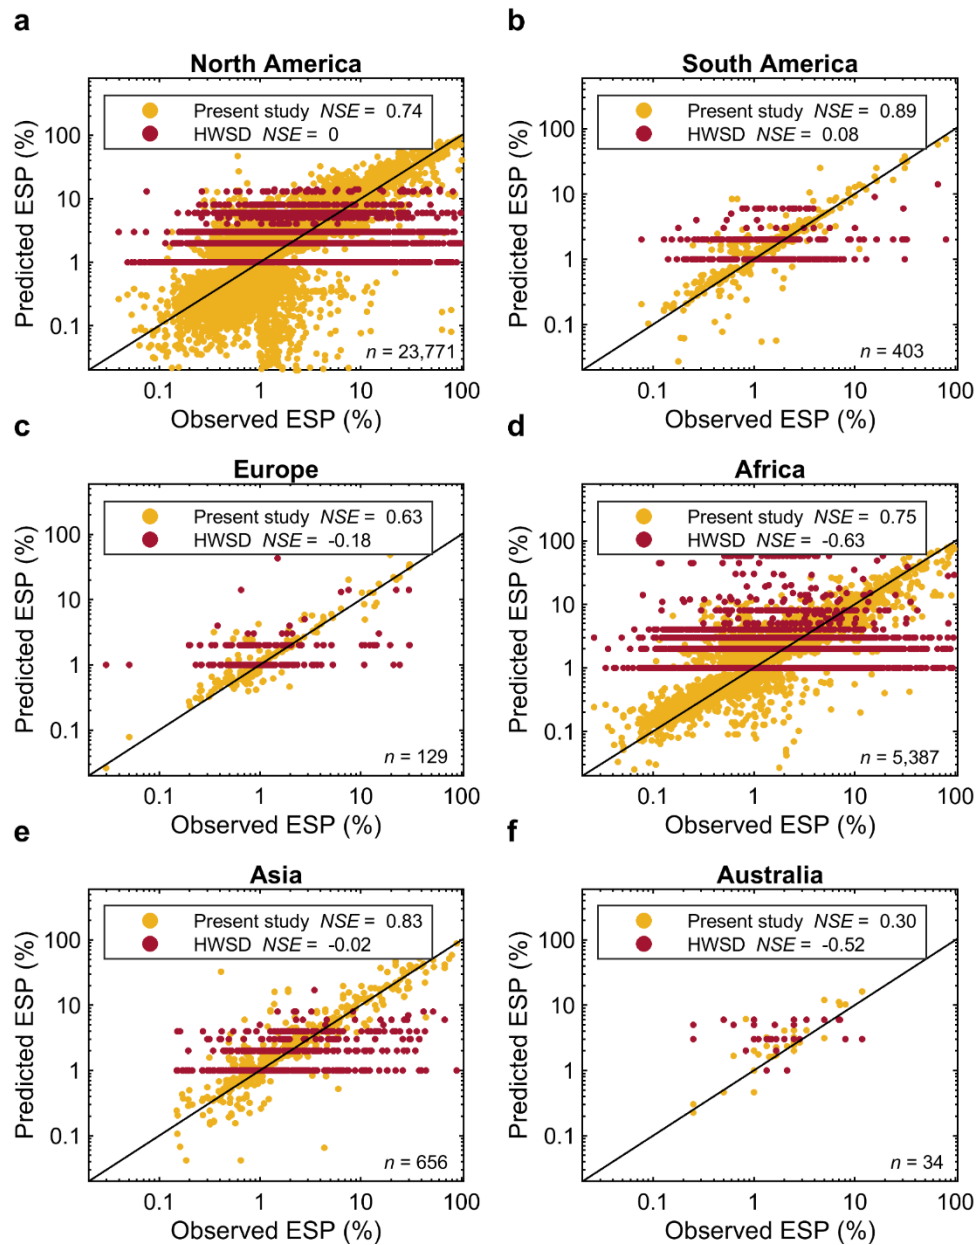 a
North America
Present study NSE = 0.74
HWSD NSE = 0
Predicted ESP (%)
100
10
1
0.1
n = 23,771
0.1 1 10 100
Observed ESP (%)
b
South America
Present study NSE = 0.89
HWSD NSE = 0.08
Predicted ESP (%)
100
10
1
0.1
n = 403
0.1 1 10 100
Observed ESP (%)
c
Europe
Present study NSE = 0.63
HWSD NSE = -0.18
Predicted ESP (%)
100
10
1
0.1
n = 129
0.1 1 10 100
Observed ESP (%)
d
Africa
Present study NSE = 0.75
HWSD NSE = -0.63
Predicted ESP (%)
100
10
1
0.1
n = 5,387
0.1 1 10 100
Observed ESP (%)
e
Asia
Present study NSE = 0.83
HWSD NSE = -0.02
Predicted ESP (%)
100
10
1
0.1
n = 656
0.1 1 10 100
Observed ESP (%)
f
Australia
Present study NSE = 0.30
HWSD NSE = -0.52
Predicted ESP (%)
100
10
1
0.1
n = 34
0.1 1 10 100
Observed ESP (%)